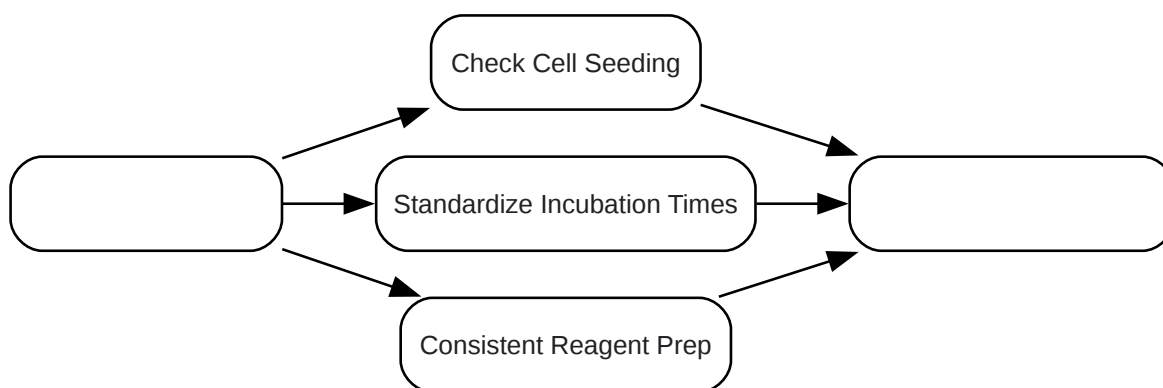 Check Cell Seeding
Standardize Incubation Times
Consistent Reagent Prep